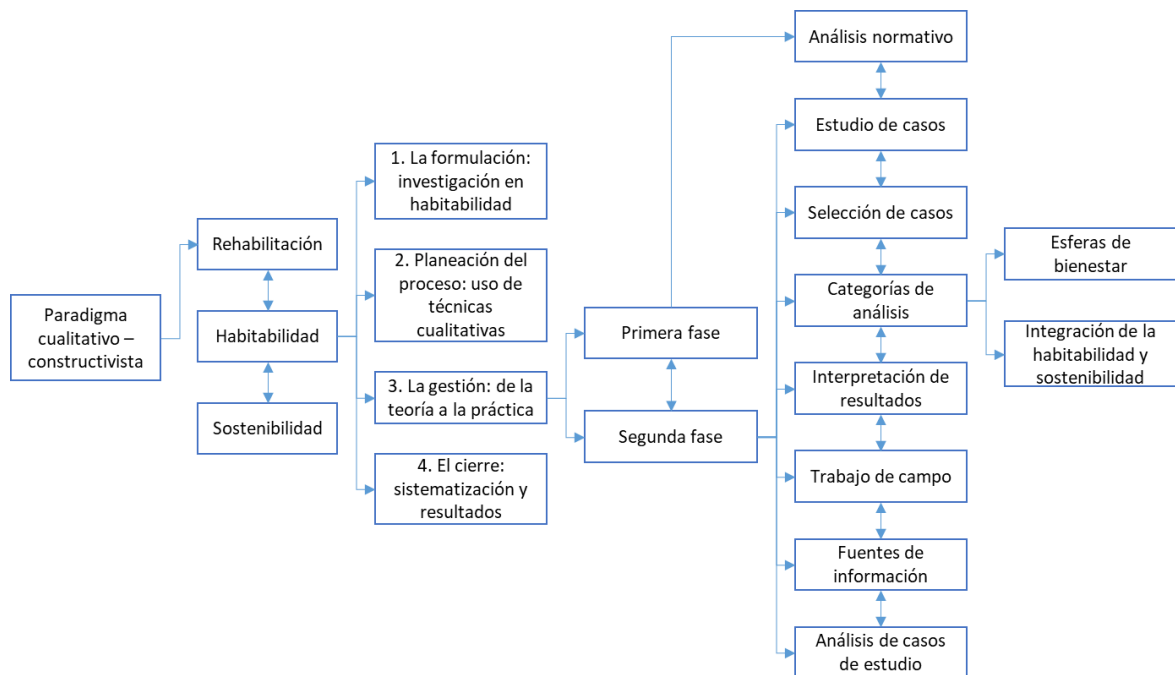 Paradigma
cualitativo –
constructivista
Rehabilitación
Habitabilidad
Sostenibilidad
1. La formulación:
investigación en
habitabilidad
2. Planeación del
proceso: uso de
técnicas
cualitativas
3. La gestión: de la
teoría a la práctica
4. El cierre:
sistematización y
resultados
Primera fase
Segunda fase
Análisis normativo
Estudio de casos
Selección de casos
Categorías de
análisis
Interpretación de
resultados
Trabajo de campo
Fuentes de
información
Análisis de casos
de estudio
Esferas de
bienestar
Integración de la
habitabilidad y
sostenibilidad